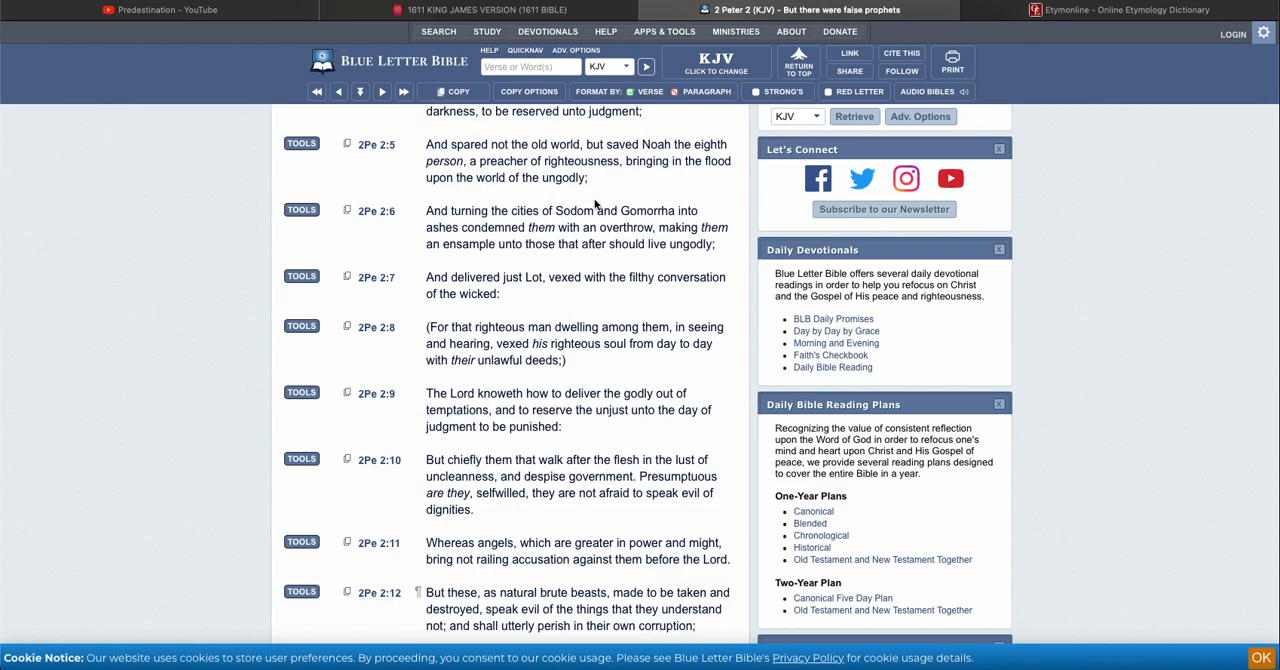 Predestination - YouTube
1611 KING JAMES VERSION (1611 BIBLE)
2 Peter 2 (KJV) - But there were false prophets
Etymonline - Online Etymology Dictionary
SEARCH STUDY DEVOTIONALS HELP APPS & TOOLS MINISTRIES ABOUT DONATE
LOGIN
BLUE LETTER BIBLE
HELP QUICKNAV ADV. OPTIONS
Verse or Word(s) KJV
KJV
CLICK TO CHANGE
RETURN
TO TOP
LINK CITE THIS
SHARE FOLLOW
PRINT
COPY COPY OPTIONS FORMAT BY: VERSE PARAGRAPH STRONG'S RED LETTER AUDIO BIBLES
darkness, to be reserved unto judgment;
TOOLS 2Pe 2:5 And spared not the old world, but saved Noah the eighth
person, a preacher of righteousness, bringing in the flood
upon the world of the ungodly;
TOOLS 2Pe 2:6 And turning the cities of Sodom and Gomorrha into
ashes condemned them with an overthrow, making them
an ensample unto those that after should live ungodly;
TOOLS 2Pe 2:7 And delivered just Lot, vexed with the filthy conversation
of the wicked:
TOOLS 2Pe 2:8 (For that righteous man dwelling among them, in seeing
and hearing, vexed his righteous soul from day to day
with their unlawful deeds;)
TOOLS 2Pe 2:9 The Lord knoweth how to deliver the godly out of
temptations, and to reserve the unjust unto the day of
judgment to be punished:
TOOLS 2Pe 2:10 But chiefly them that walk after the flesh in the lust of
uncleanness, and despise government. Presumptuous
are they, selfwilled, they are not afraid to speak evil of
dignities.
TOOLS 2Pe 2:11 Whereas angels, which are greater in power and might,
bring not railing accusation against them before the Lord.
TOOLS 2Pe 2:12 ¶ But these, as natural brute beasts, made to be taken and
destroyed, speak evil of the things that they understand
not; and shall utterly perish in their own corruption;
KJV Retrieve Adv. Options
Let's Connect X
Subscribe to our Newsletter
Daily Devotionals X
Blue Letter Bible offers several daily devotional
readings in order to help you refocus on Christ
and the Gospel of His peace and righteousness.
• BLB Daily Promises
• Day by Day by Grace
• Morning and Evening
• Faith's Checkbook
• Daily Bible Reading
Daily Bible Reading Plans X
Recognizing the value of consistent reflection
upon the Word of God in order to refocus one's
mind and heart upon Christ and His Gospel of
peace, we provide several reading plans designed
to cover the entire Bible in a year.
One-Year Plans
• Canonical
• Blended
• Chronological
• Historical
• Old Testament and New Testament Together
Two-Year Plan
• Canonical Five Day Plan
• Old Testament and New Testament Together
Cookie Notice: Our website uses cookies to store user preferences. By proceeding, you consent to our cookie usage. Please see Blue Letter Bible's Privacy Policy for cookie usage details. OK